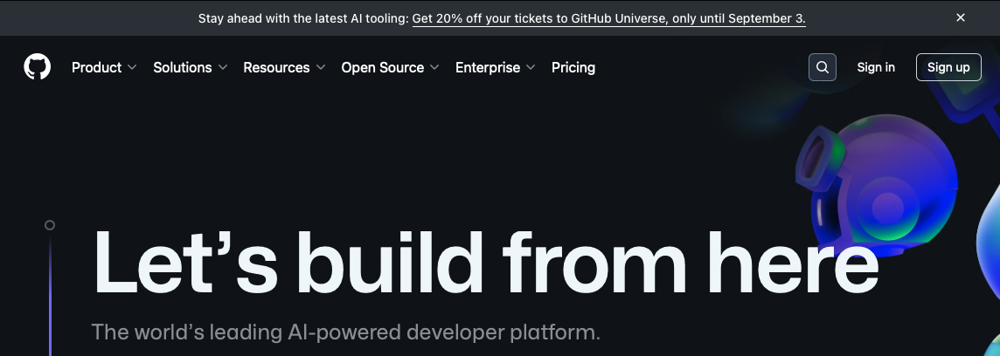 Stay ahead with the latest AI tooling: Get 20% off your tickets to GitHub Universe, only until September 3.
Product Solutions Resources Open Source Enterprise Pricing Sign in Sign up
Let’s build from here
The world’s leading AI-powered developer platform.